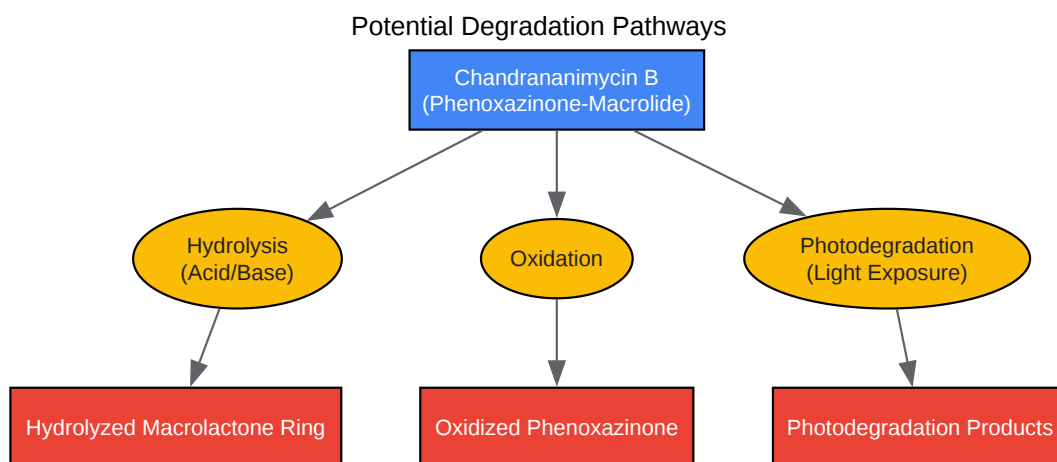 Potential Degradation Pathways
Chandrananimycin B
(Phenoxazinone-Macrolide)
Hydrolysis
(Acid/Base)
Oxidation
Photodegradation
(Light Exposure)
Hydrolyzed Macrolactone Ring
Oxidized Phenoxazinone
Photodegradation Products